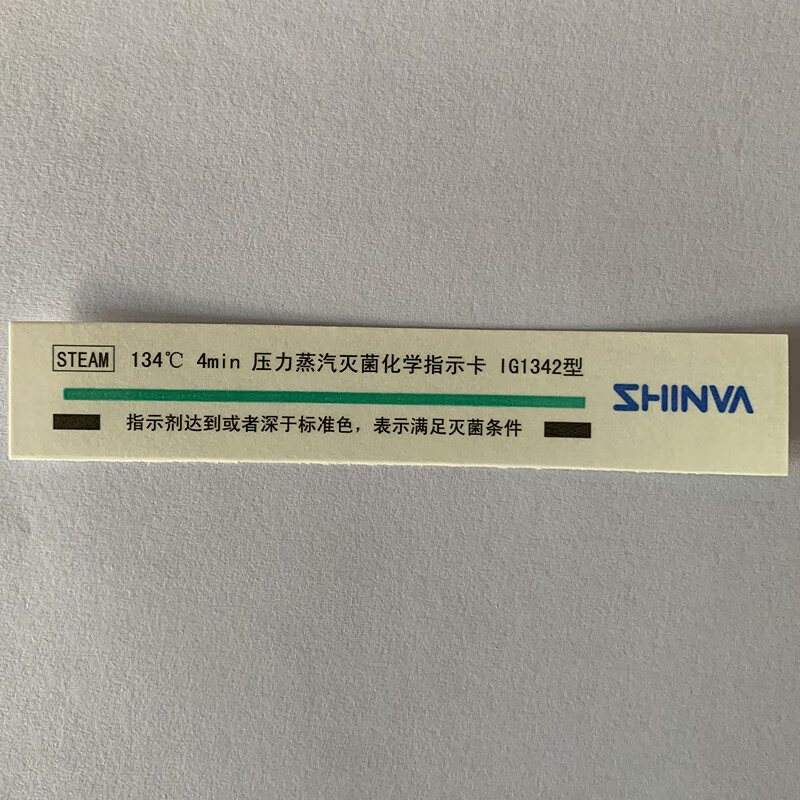 STEAM 134℃ 4min 压力蒸汽灭菌化学指示卡 IG1342型
SHINVA
指示剂达到或者深于标准色，表示满足灭菌条件